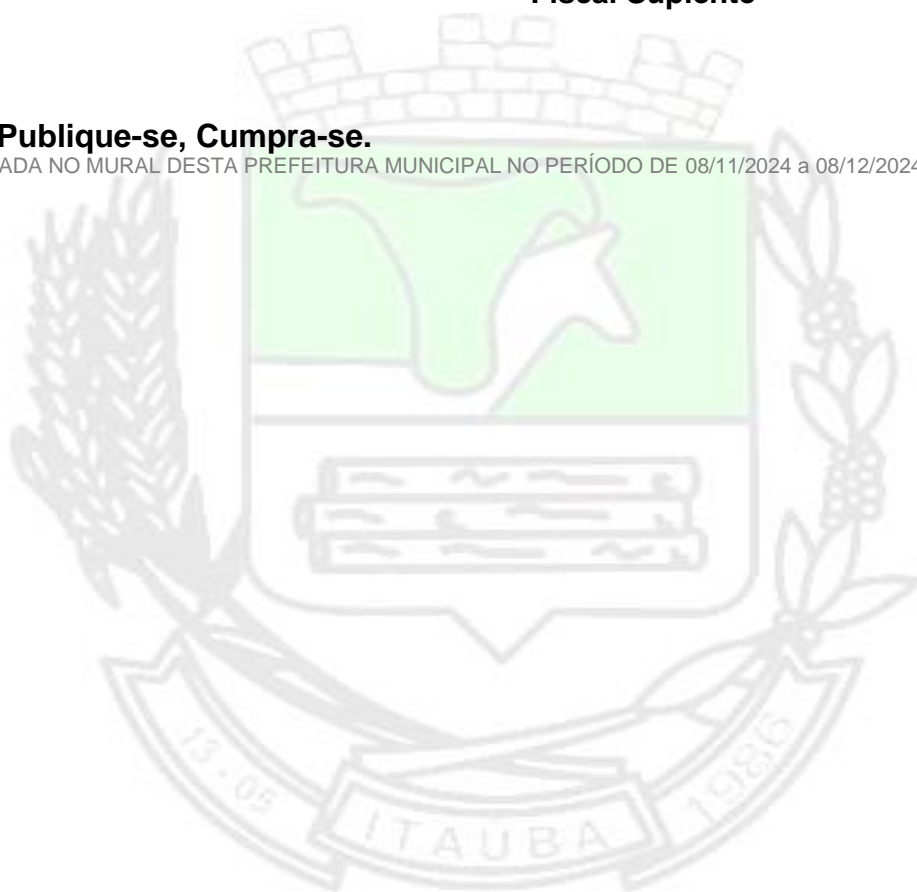 Fiscal Suplente
Publique-se, Cumpra-se.
ADA NO MURAL DESTA PREFEITURA MUNICIPAL NO PERÍODO DE 08/11/2024 a 08/12/2024
13 - 05
ITAUBA
1986